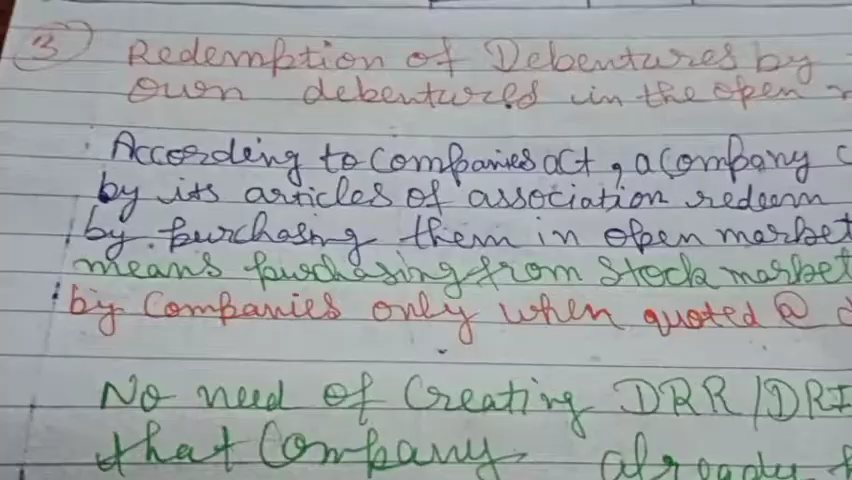 3 Redemption of Debentures by
own debentures in the open
According to companies act, a company
by its articles of association redeem
by purchasing them in open market
means purchasing from Stock market
by Companies only when quoted @
No need of Creating DRR/DRI
that Company already